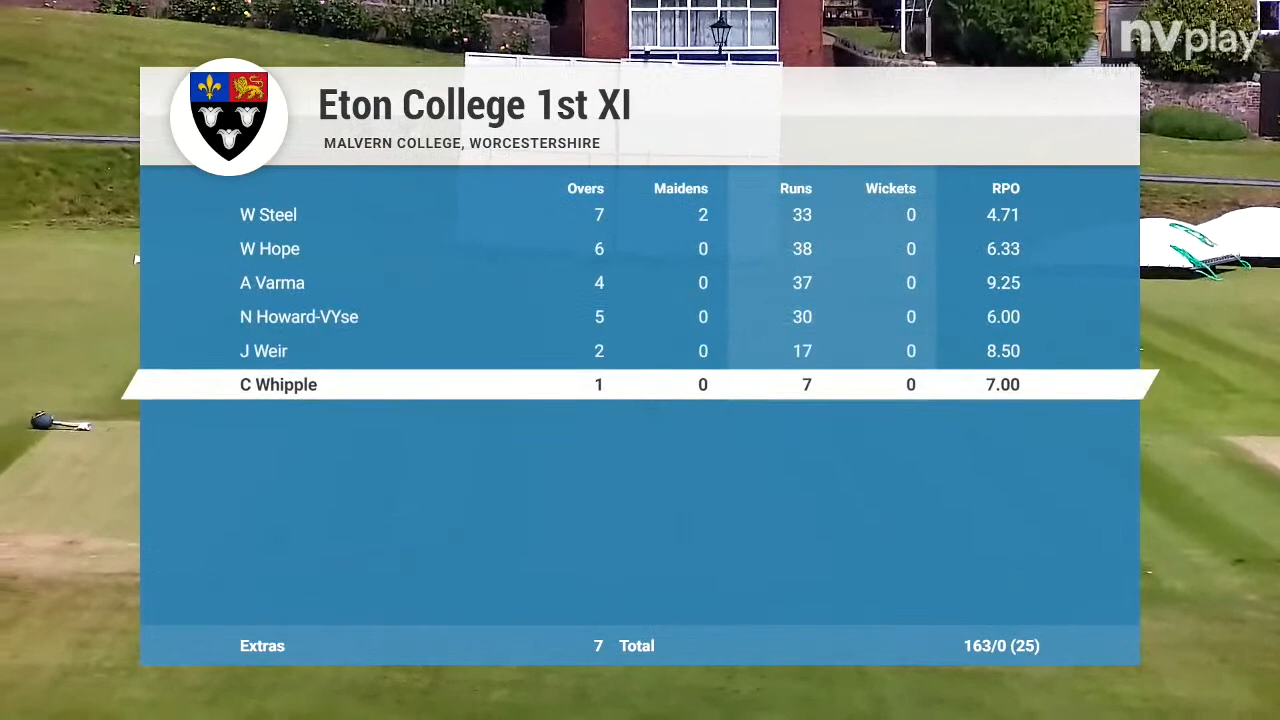 nvplay
Eton College 1st XI
MALVERN COLLEGE, WORCESTERSHIRE
Overs Maidens Runs Wickets RPO
W Steel 7 2 33 0 4.71
W Hope 6 0 38 0 6.33
A Varma 4 0 37 0 9.25
N Howard-VYse 5 0 30 0 6.00
J Weir 2 0 17 0 8.50
C Whipple 1 0 7 0 7.00
Extras 7 Total 163/0 (25)